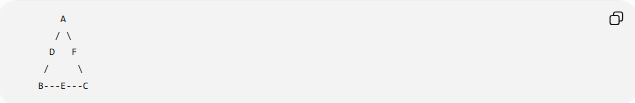 A
   / \
  D   F
 /     \
B---E---C